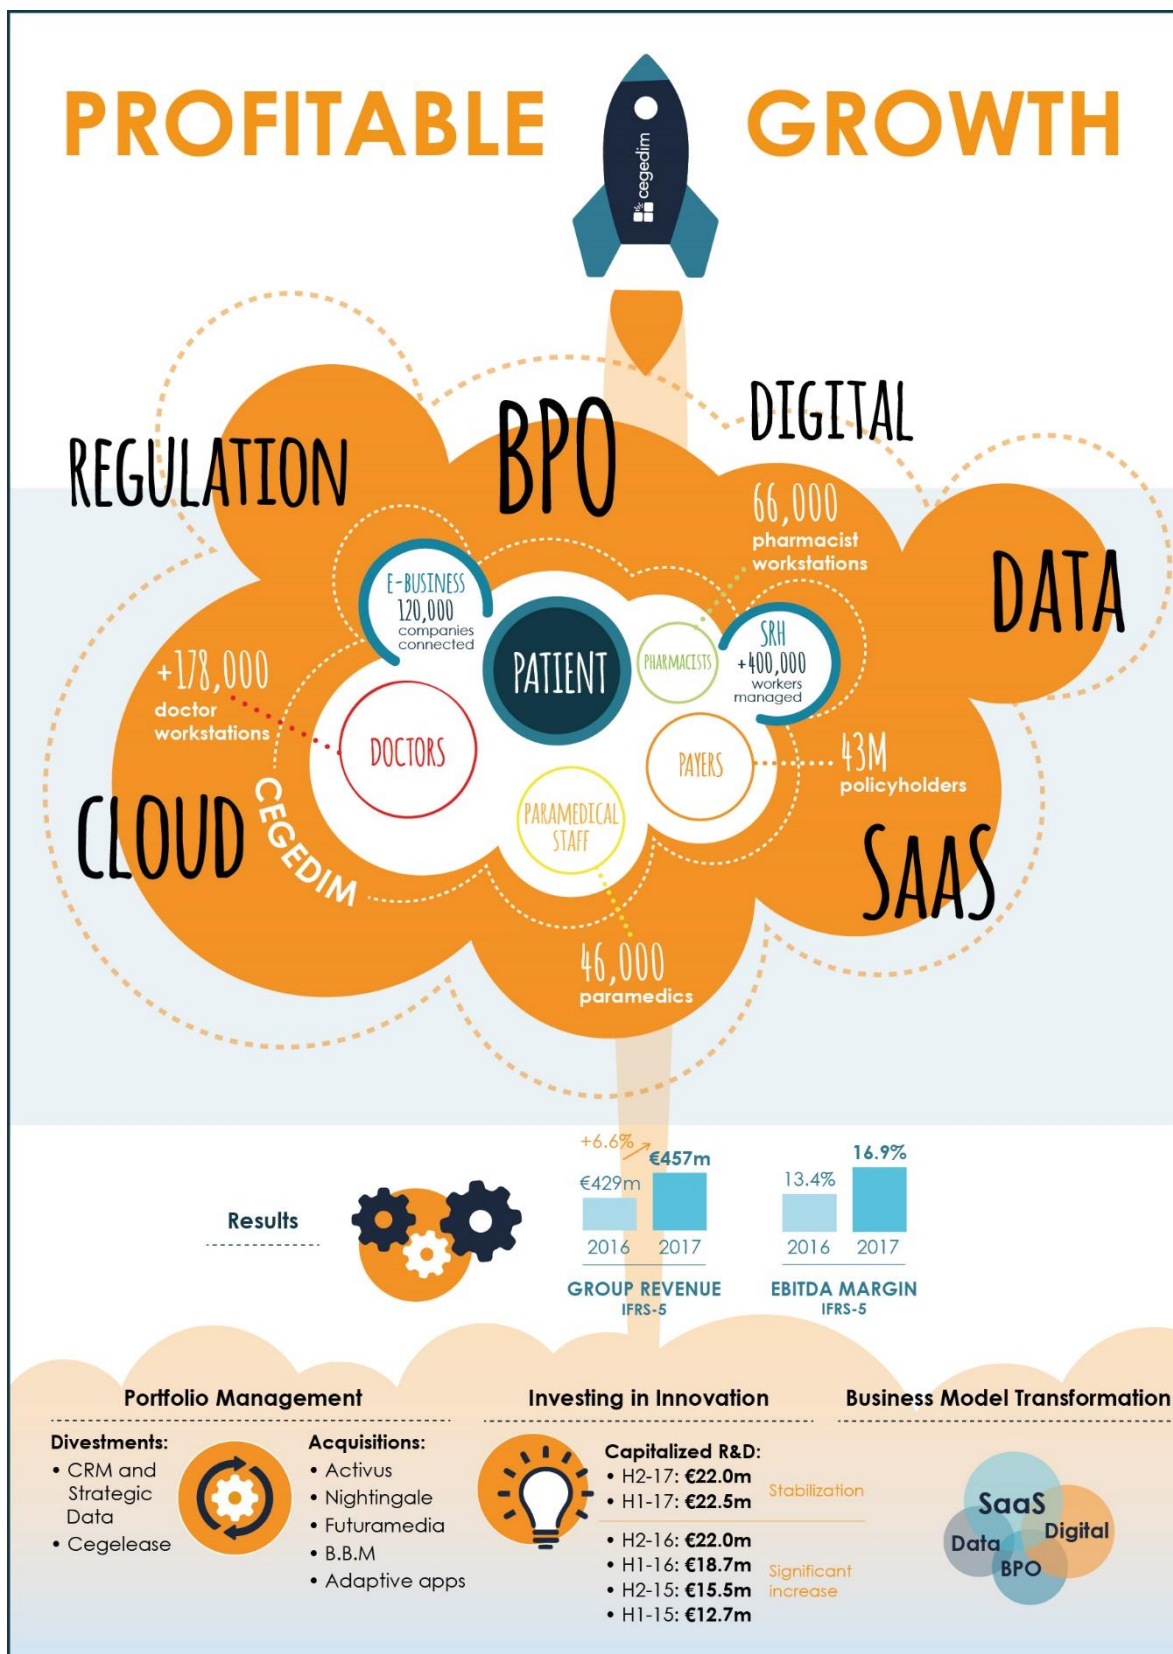 PROFITABLE GROWTH
cegedim
REGULATION
BPO
DIGITAL
DATA
66,000
pharmacist
workstations
E-BUSINESS
120,000
companies
connected
PATIENT
PHARMACISTS
SRH
+400,000
workers
managed
+178,000
doctor
workstations
DOCTORS
PAYERS
43M
policyholders
PARAMEDICAL
STAFF
CLOUD
CEGEDIM
SAAS
46,000
paramedics
Results
+6.6%
€429m
€457m
2016
2017
GROUP REVENUE
IFRS-5
13.4%
16.9%
2016
2017
EBITDA MARGIN
IFRS-5
Portfolio Management
Divestments:
• CRM and
Strategic
Data
• Cegelease
Acquisitions:
• Activus
• Nightingale
• Futuramedia
• B.B.M
• Adaptive apps
Investing in Innovation
Capitalized R&D:
• H2-17: €22.0m
• H1-17: €22.5m
Stabilization
• H2-16: €22.0m
• H1-16: €18.7m
• H2-15: €15.5m
• H1-15: €12.7m
Significant
increase
Business Model Transformation
SaaS
Data
Digital
BPO